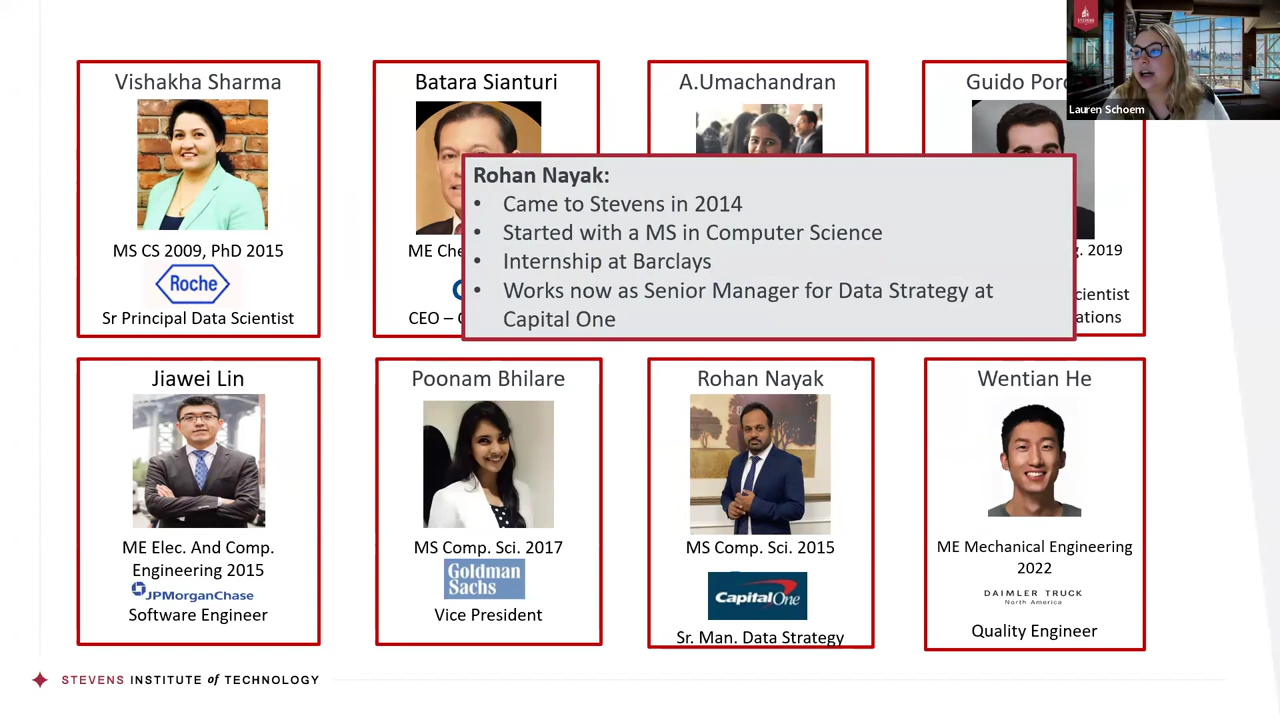 Vishakha Sharma
MS CS 2009, PhD 2015
Roche
Sr Principal Data Scientist
Batara Sianturi
ME Che
CEO –
A.Umachandran
Guido
Lauren Schoem
STEVENS
g. 2019
cientist
ations
Rohan Nayak:
• Came to Stevens in 2014
• Started with a MS in Computer Science
• Internship at Barclays
• Works now as Senior Manager for Data Strategy at
Capital One
Jiawei Lin
ME Elec. And Comp.
Engineering 2015
JPMORGANCHASE
Software Engineer
Poonam Bhilare
MS Comp. Sci. 2017
Goldman
Sachs
Vice President
Rohan Nayak
MS Comp. Sci. 2015
CapitalOne
Sr. Man. Data Strategy
Wentian He
ME Mechanical Engineering
2022
DAIMLER TRUCK
North America
Quality Engineer
STEVENS INSTITUTE of TECHNOLOGY